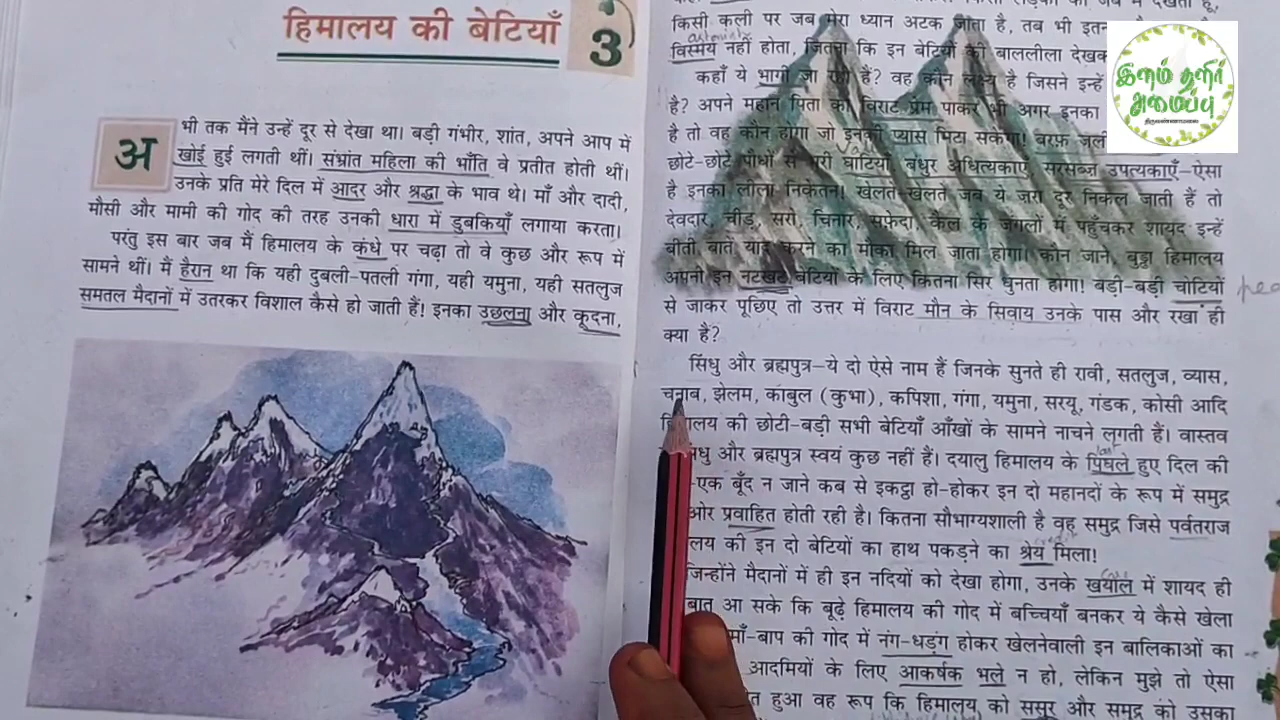 हिमालय की बेटियाँ
3
अ
भी तक मैंने उन्हें दूर से देखा था। बड़ी गंभीर, शांत, अपने आप में
खोई हुई लगती थीं। संभ्रांत महिला की भाँति वे प्रतीत होती थीं।
उनके प्रति मेरे दिल में आदर और श्रद्धा के भाव थे। माँ और दादी,
मौसी और मामी की गोद की तरह उनकी धारा में डुबकियाँ लगाया करता।
परंतु इस बार जब मैं हिमालय के कंधे पर चढ़ा तो वे कुछ और रूप में
सामने थीं। मैं हैरान था कि यही दुबली-पतली गंगा, यही यमुना, यही सतलुज
समतल मैदानों में उतरकर विशाल कैसे हो जाती हैं! इनका उछलना और कूदना,
किसी कली पर जब मेरा ध्यान अटक जाता है, तब भी इतन
विस्मय नहीं होता, जितना कि इन बेटियों की बाललीला देखक
कहाँ ये भागी जा रही हैं? वह कौन लक्ष्य है जिसने इन्हें
है? अपने महान पिता का विराट प्रेम पाकर भी अगर इनका
है तो वह कौन होगा जो इनकी प्यास मिटा सकेगा! बरफ़ जली
छोटे-छोटे पौधों से भरी घाटियाँ, बंधुर अधित्यकाएँ, सरसब्ज़ उपत्यकाएँ-ऐसा
है इनका लीला निकेतन! खेलते-खेलते जब ये जरा दूर निकल जाती हैं तो
देवदार, चीड़, सरो, चिनार, सफ़ेदा, कैल के जंगलों में पहुँचकर शायद इन्हें
बीती बातें याद करने का मौका मिल जाता होगा। कौन जाने, बुड्ढा हिमालय
अपनी इन नटखट बेटियों के लिए कितना सिर धुनता होगा! बड़ी-बड़ी चोटियों
से जाकर पूछिए तो उत्तर में विराट मौन के सिवाय उनके पास और रखा ही
क्या है?
सिंधु और ब्रह्मपुत्र-ये दो ऐसे नाम हैं जिनके सुनते ही रावी, सतलुज, व्यास,
चनाब, झेलम, काबुल (कुभा), कपिशा, गंगा, यमुना, सरयू, गंडक, कोसी आदि
हिमालय की छोटी-बड़ी सभी बेटियाँ आँखों के सामने नाचने लगती हैं। वास्तव
और ब्रह्मपुत्र स्वयं कुछ नहीं हैं। दयालु हिमालय के पिघले हुए दिल की
-एक बूँद न जाने कब से इकट्ठा हो-होकर इन दो महानदों के रूप में समुद्र
ओर प्रवाहित होती रही है। कितना सौभाग्यशाली है वह समुद्र जिसे पर्वतराज
लय की इन दो बेटियों का हाथ पकड़ने का श्रेय मिला!
जिन्होंने मैदानों में ही इन नदियों को देखा होगा, उनके खयाल में शायद ही
बात आ सके कि बूढ़े हिमालय की गोद में बच्चियाँ बनकर ये कैसे खेला
माँ-बाप की गोद में नंग-धड़ंग होकर खेलनेवाली इन बालिकाओं का
आदमियों के लिए आकर्षक भले न हो, लेकिन मुझे तो ऐसा
हुआ वह रूप कि हिमालय को ससुर और समुद्र को उसका
இளம் தளிர்
அமைப்பு
திருவண்ணாமலை